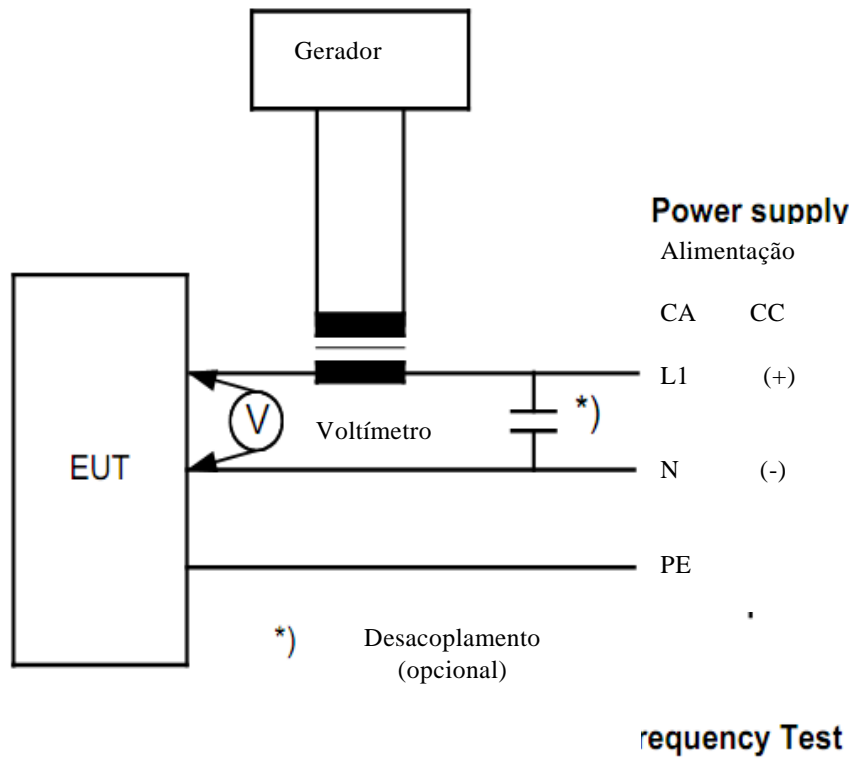 Gerador
Power supply
Alimentação
CA CC
L1 (+)
*)
V
Voltímetro
EUT
N (-)
PE
*) Desacoplamento
(opcional)
requency Test